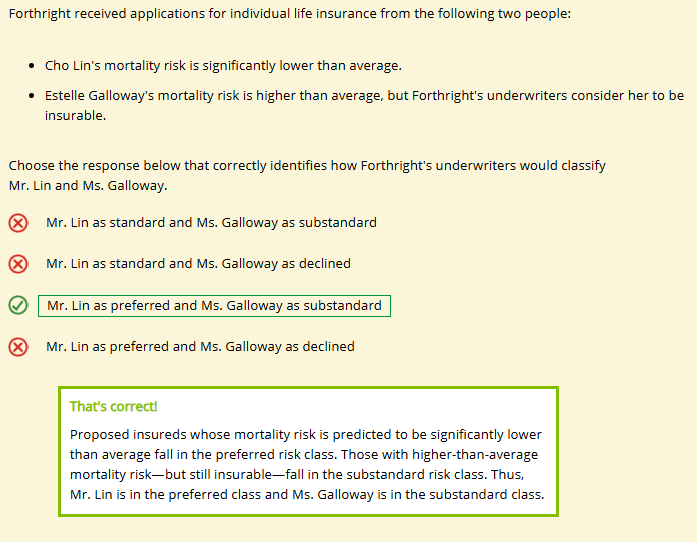 Forthright received applications for individual life insurance from the following two people:
• Cho Lin's mortality risk is significantly lower than average.
• Estelle Galloway's mortality risk is higher than average, but Forthright's underwriters consider her to be
insurable.
Choose the response below that correctly identifies how Forthright's underwriters would classify
Mr. Lin and Ms. Galloway.
Mr. Lin as standard and Ms. Galloway as substandard
Mr. Lin as standard and Ms. Galloway as declined
Mr. Lin as preferred and Ms. Galloway as substandard
Mr. Lin as preferred and Ms. Galloway as declined
That's correct!
Proposed insureds whose mortality risk is predicted to be significantly lower
than average fall in the preferred risk class. Those with higher-than-average
mortality risk—but still insurable—fall in the substandard risk class. Thus,
Mr. Lin is in the preferred class and Ms. Galloway is in the substandard class.